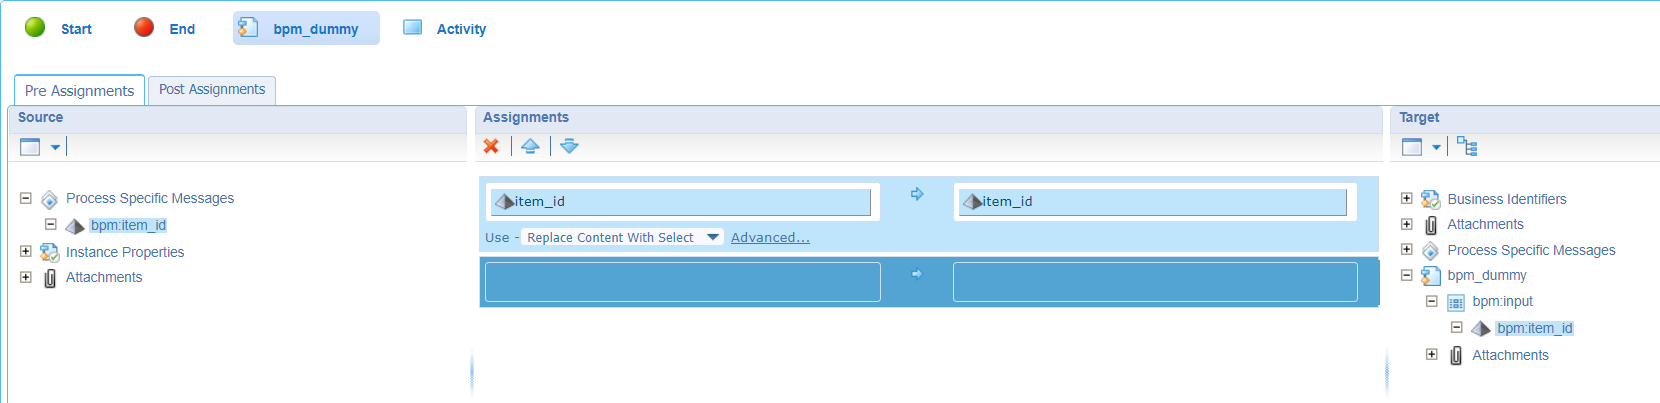 Start End bpm_dummy Activity
Pre Assignments Post Assignments
Source
Process Specific Messages
bpm:item_id
Instance Properties
Attachments
Assignments
item_id item_id
Use - Replace Content With Select Advanced...
Target
Business Identifiers
Attachments
Process Specific Messages
bpm_dummy
bpm:input
bpm:item_id
Attachments